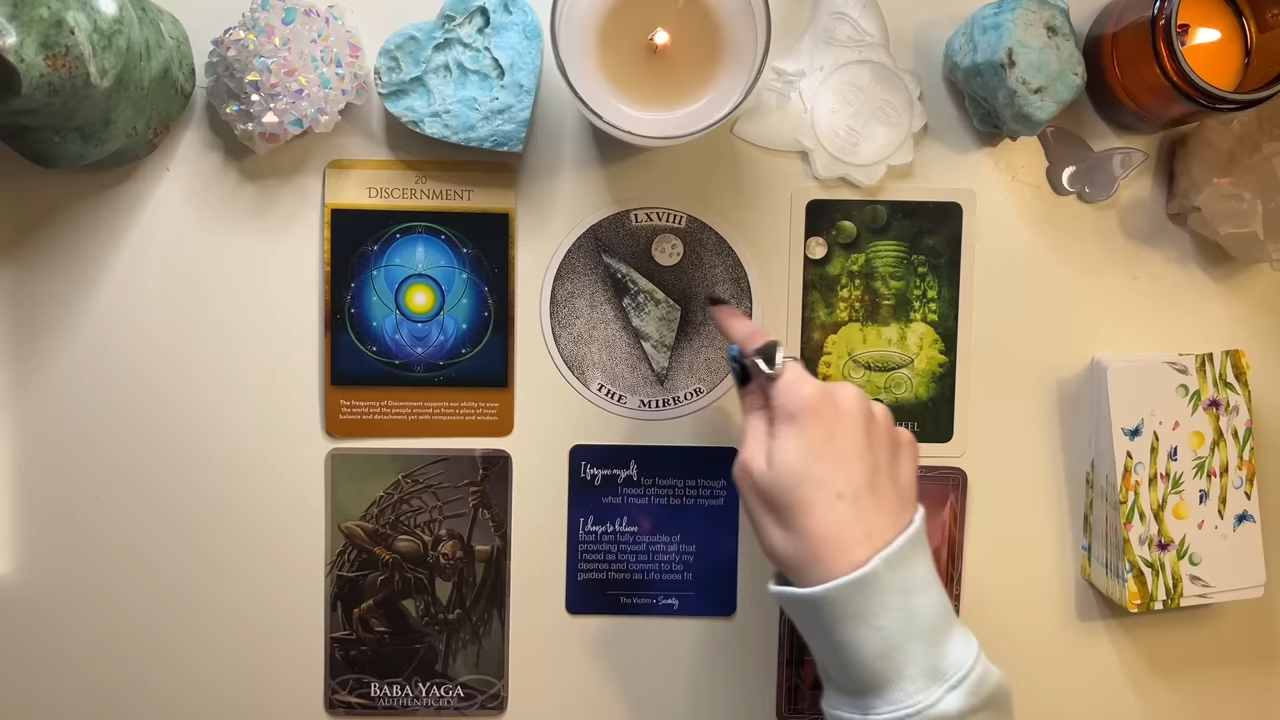 20
DISCERNMENT
The frequency of Discernment supports our ability to view
the world and the people around us from a place of inner
balance and detachment yet with compassion and wisdom.
LXVIII
THE MIRROR
BABA YAGA
AUTHENTICITY
I forgive myself
for feeling as though
I need others to be for me
what I must first be for myself.
I choose to believe
that I am fully capable of
providing myself with all that
I need as long as I clarify my
desires and commit to be
guided there as Life sees fit.
The Victim • Security